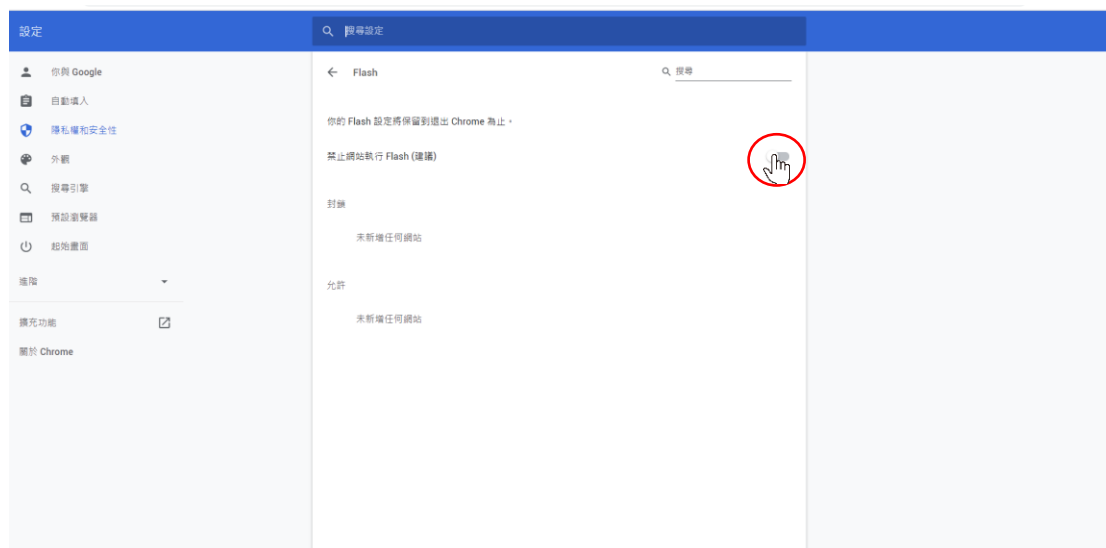 設定
搜尋設定
你與 Google
自動填入
隱私權和安全性
外觀
搜尋引擎
預設瀏覽器
起始畫面
進階
擴充功能
關於 Chrome
Flash
搜尋
你的 Flash 設定將保留到退出 Chrome 為止。
禁止網站執行 Flash (建議)
封鎖
未新增任何網站
允許
未新增任何網站